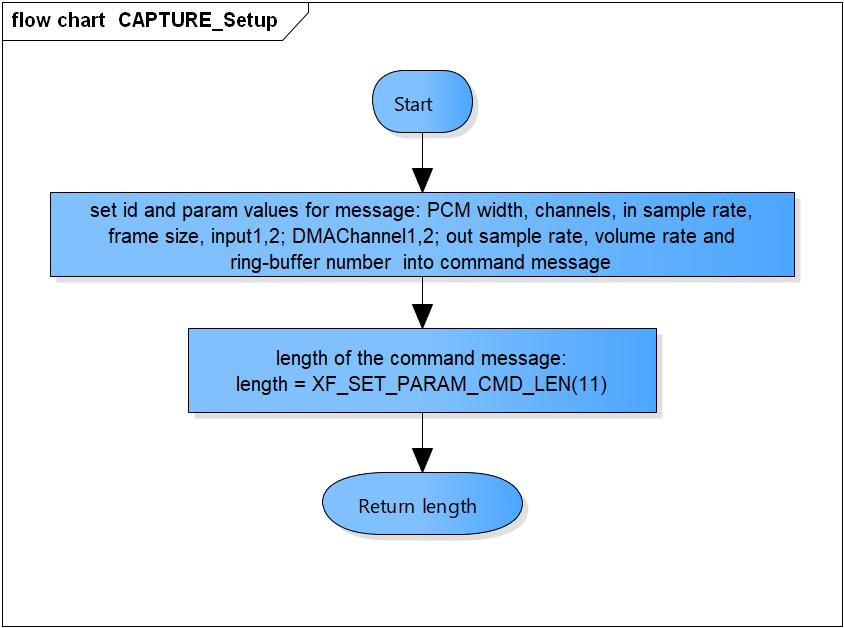 flow chart CAPTURE_Setup
Start
set id and param values for message: PCM width, channels, in sample rate,
frame size, input1,2; DMAChannel1,2; out sample rate, volume rate and
ring-buffer number into command message
length of the command message:
length = XF_SET_PARAM_CMD_LEN(11)
Return length